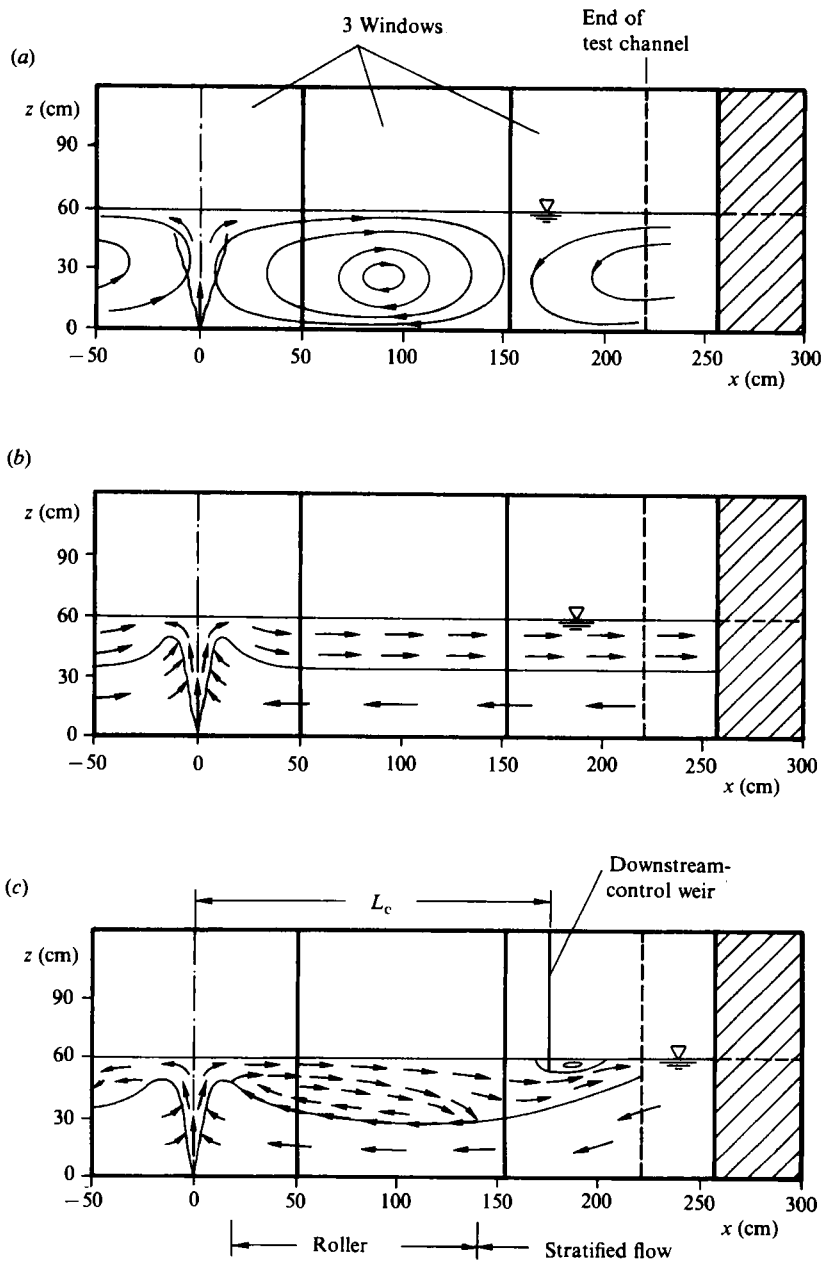 3 Windows
End of
test channel
(a)
z (cm)
90
60
30
0
−50 0 50 100 150 200 250 300
x (cm)
(b)
z (cm)
90
60
30
0
−50 0 50 100 150 200 250 300
x (cm)
Downstream-
control weir
(c)
Lc
z (cm)
90
60
30
0
−50 0 50 100 150 200 250 300
x (cm)
Roller
Stratified flow